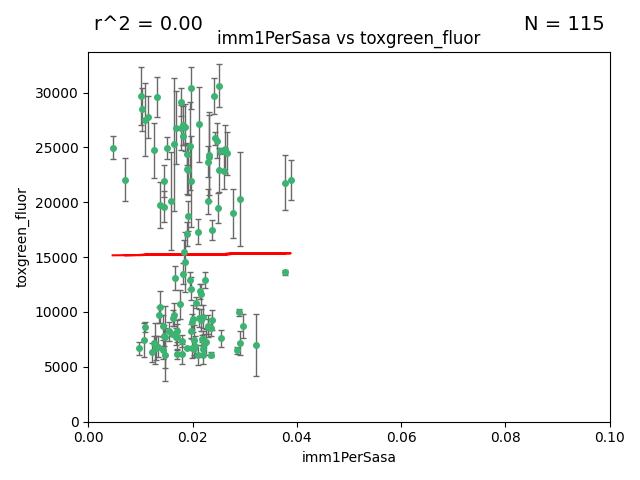 r^2 = 0.00
N = 115
imm1PerSasa vs toxgreen_fluor
toxgreen_fluor
30000
25000
20000
15000
10000
5000
0
0.00 0.02 0.04 0.06 0.08 0.10
imm1PerSasa